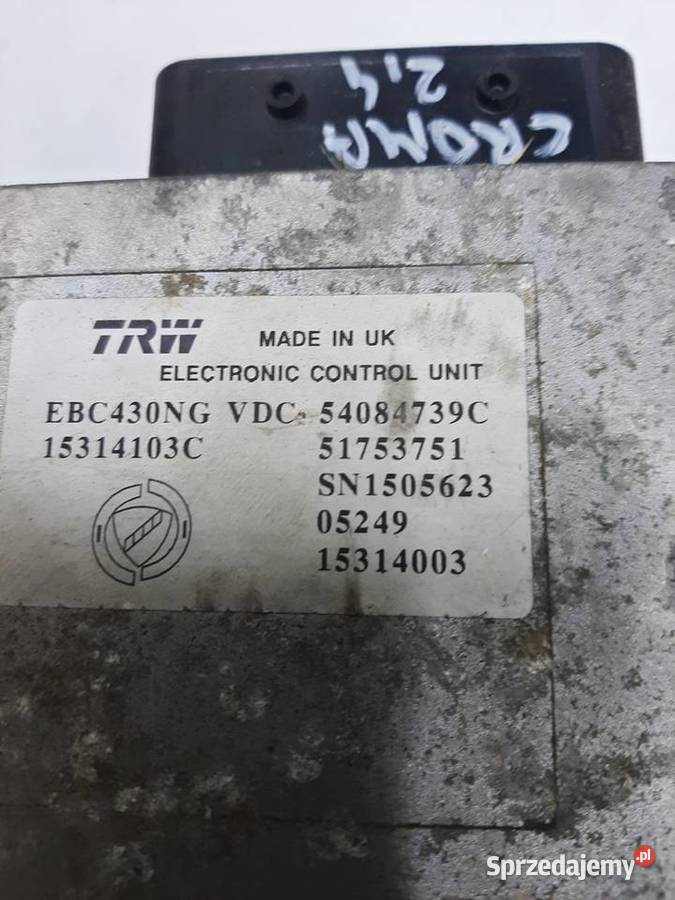 CROMA
2,4
TRW MADE IN UK
ELECTRONIC CONTROL UNIT
EBC430NG VDC 54084739C
15314103C 51753751
SN1505623
05249
15314003
Sprzedajemy.pl